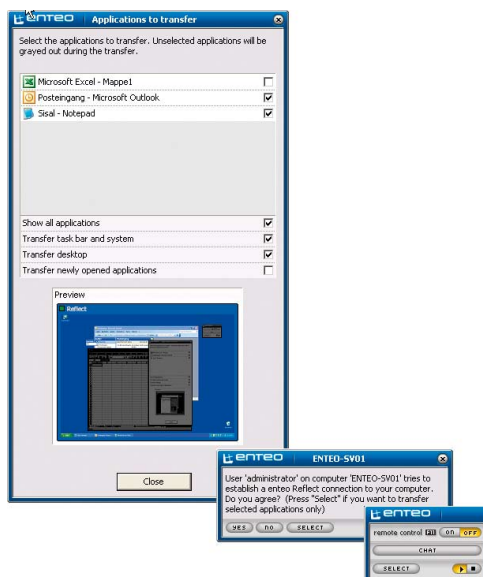 enteo Applications to transfer
Select the applications to transfer. Unselected applications will be
grayed out during the transfer.
Microsoft Excel - Mappe1
Posteingang - Microsoft Outlook
Sisal - Notepad
Show all applications
Transfer task bar and system
Transfer desktop
Transfer newly opened applications
Preview
Reflect
Close
enteo ENTEO-SV01
User 'administrator' on computer 'ENTEO-SV01' tries to
establish a enteo Reflect connection to your computer.
Do you agree? (Press "Select" if you want to transfer
selected applications only)
YES NO SELECT
enteo
remote control ON OFF
CHAT
SELECT